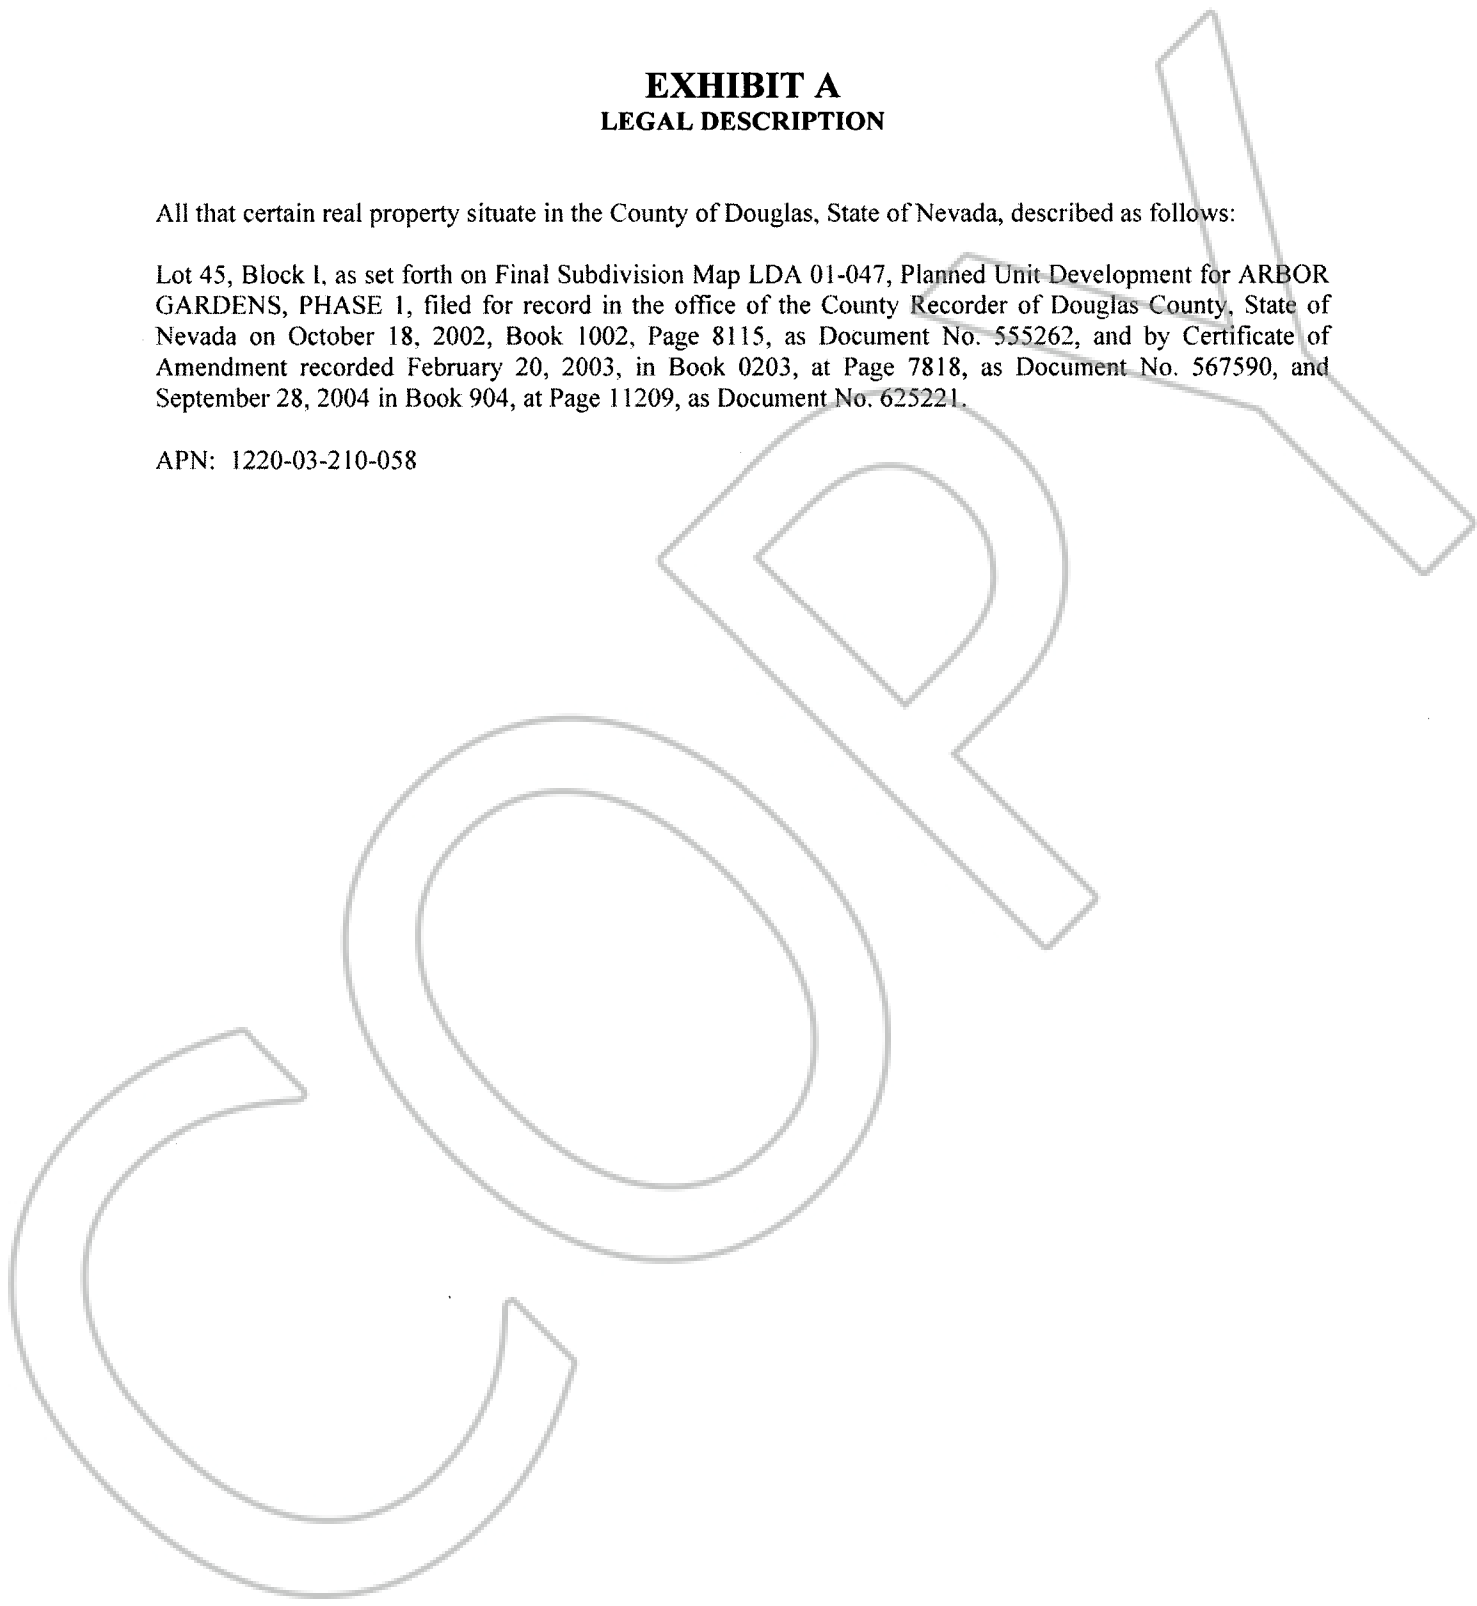 EXHIBIT A
LEGAL DESCRIPTION
All that certain real property situate in the County of Douglas, State of Nevada, described as follows:
Lot 45, Block I, as set forth on Final Subdivision Map LDA 01-047, Planned Unit Development for ARBOR
GARDENS, PHASE 1, filed for record in the office of the County Recorder of Douglas County, State of
Nevada on October 18, 2002, Book 1002, Page 8115, as Document No. 555262, and by Certificate of
Amendment recorded February 20, 2003, in Book 0203, at Page 7818, as Document No. 567590, and
September 28, 2004 in Book 904, at Page 11209, as Document No. 625221.
APN: 1220-03-210-058
COPY